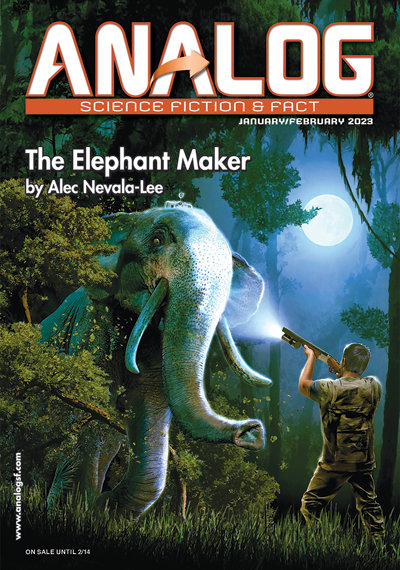 ANALOG
SCIENCE FICTION & FACT
JANUARY/FEBRUARY 2023
The Elephant Maker
by Alec Nevala-Lee
www.analogsf.com
ON SALE UNTIL 2/14